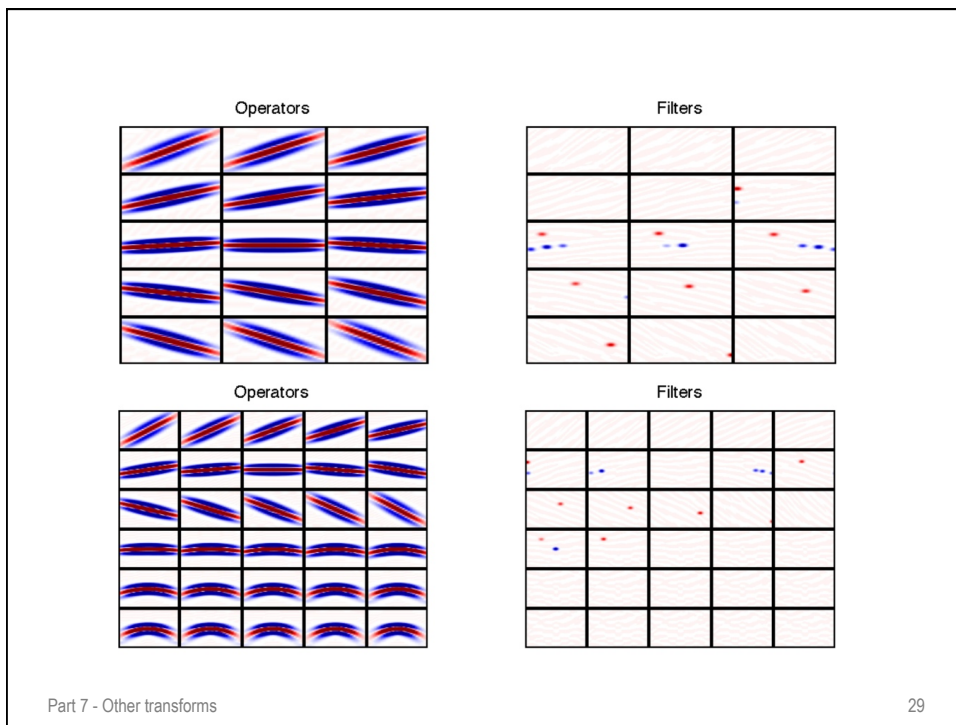 Operators
Filters
Operators
Filters
Part 7 - Other transforms
29